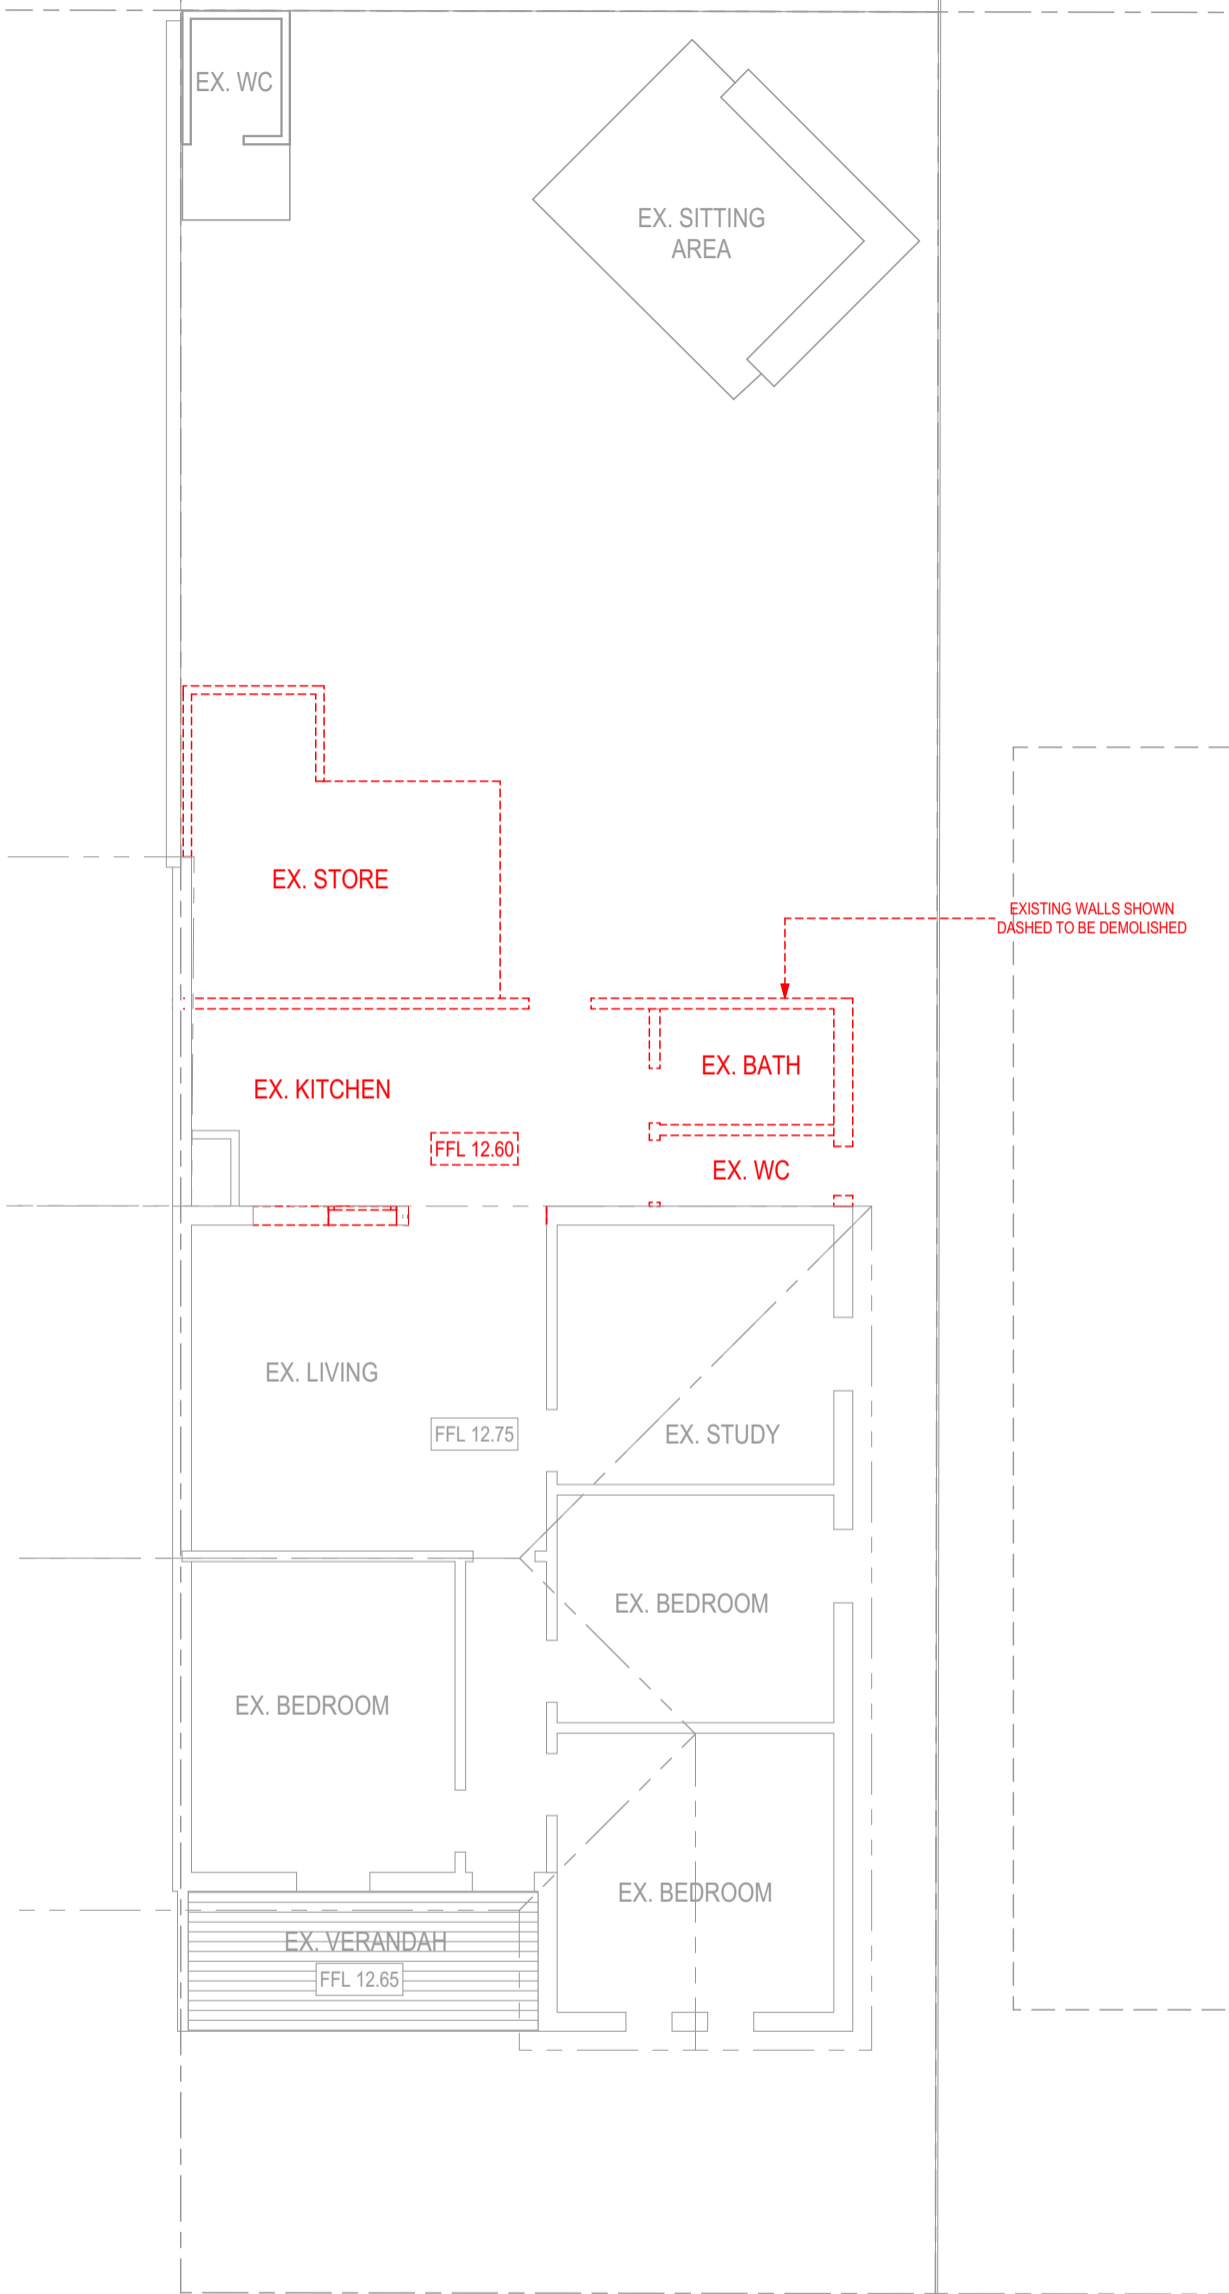 EX. WC
EX. SITTING
AREA
EX. STORE
EXISTING WALLS SHOWN
DASHED TO BE DEMOLISHED
EX. BATH
EX. KITCHEN
FFL 12.60
EX. WC
EX. LIVING
FFL 12.75
EX. STUDY
EX. BEDROOM
EX. BEDROOM
EX. BEDROOM
EX. VERANDAH
FFL 12.65